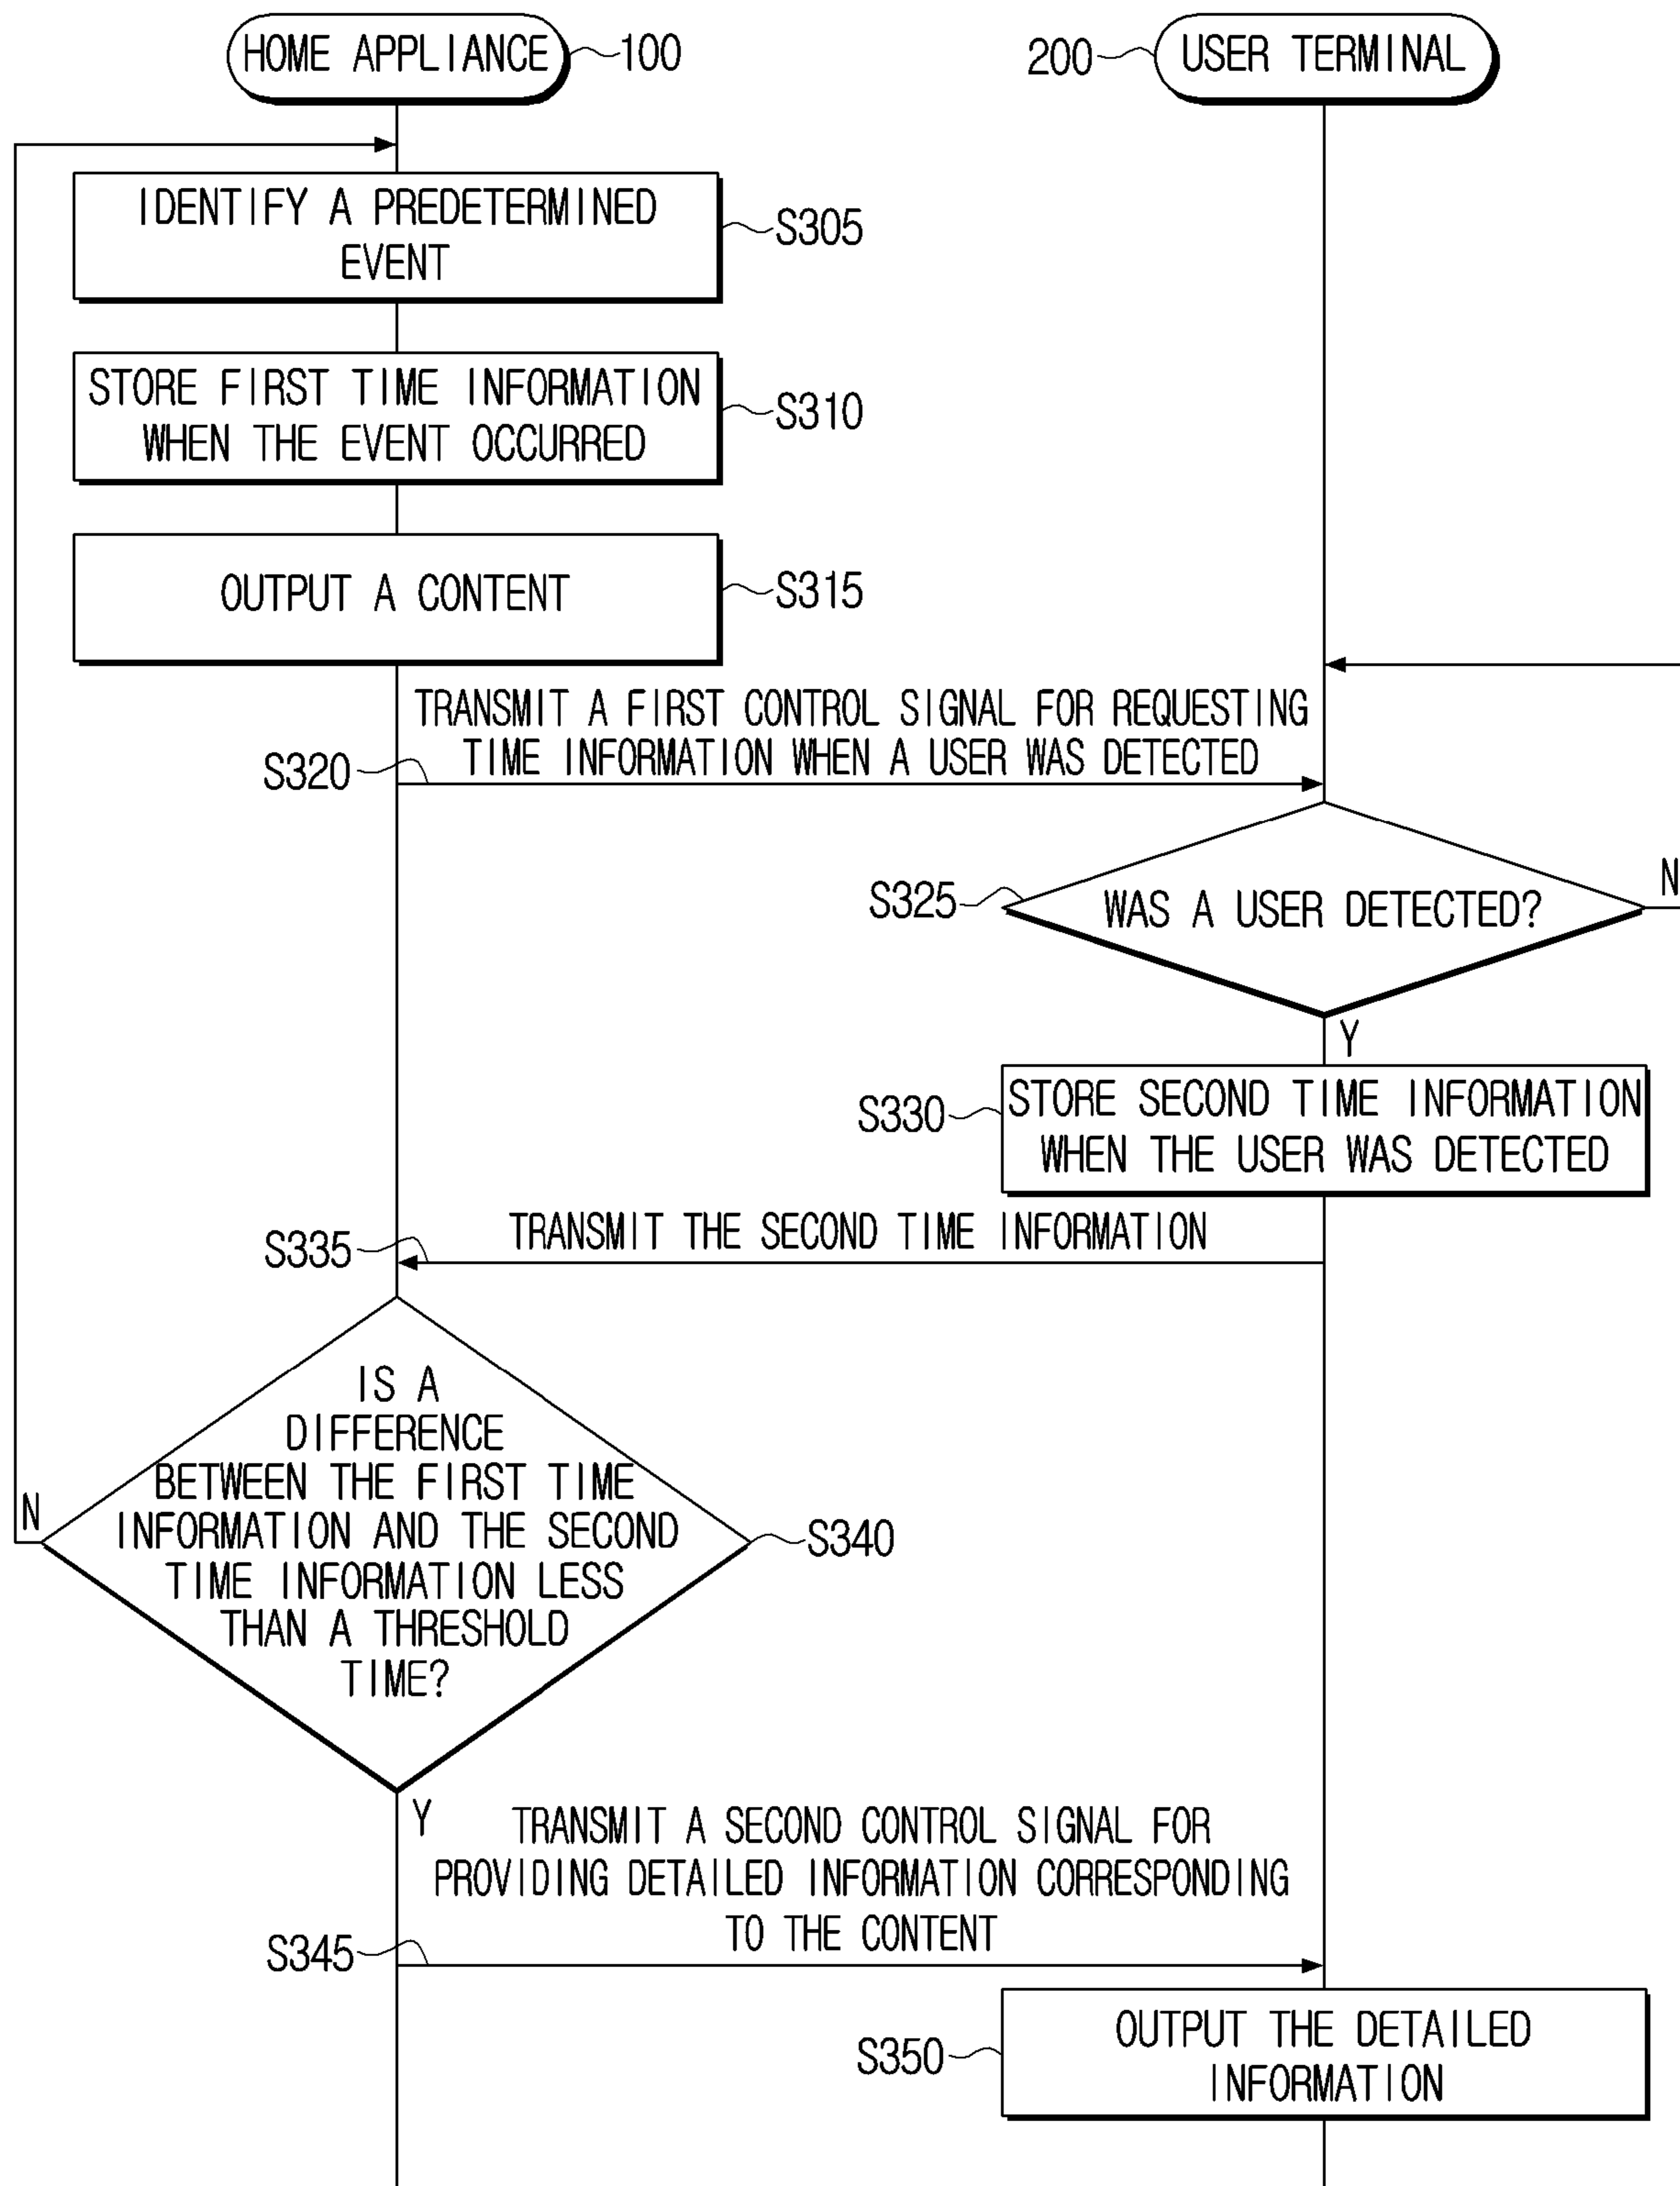 HOME APPLIANCE
100
200
USER TERMINAL
IDENTIFY A PREDETERMINED
EVENT
S305
STORE FIRST TIME INFORMATION
WHEN THE EVENT OCCURRED
S310
OUTPUT A CONTENT
S315
TRANSMIT A FIRST CONTROL SIGNAL FOR REQUESTING
TIME INFORMATION WHEN A USER WAS DETECTED
S320
S325
WAS A USER DETECTED?
N
Y
S330
STORE SECOND TIME INFORMATION
WHEN THE USER WAS DETECTED
TRANSMIT THE SECOND TIME INFORMATION
S335
IS A
DIFFERENCE
BETWEEN THE FIRST TIME
INFORMATION AND THE SECOND
TIME INFORMATION LESS
THAN A THRESHOLD
TIME?
N
S340
Y
TRANSMIT A SECOND CONTROL SIGNAL FOR
PROVIDING DETAILED INFORMATION CORRESPONDING
TO THE CONTENT
S345
S350
OUTPUT THE DETAILED
INFORMATION